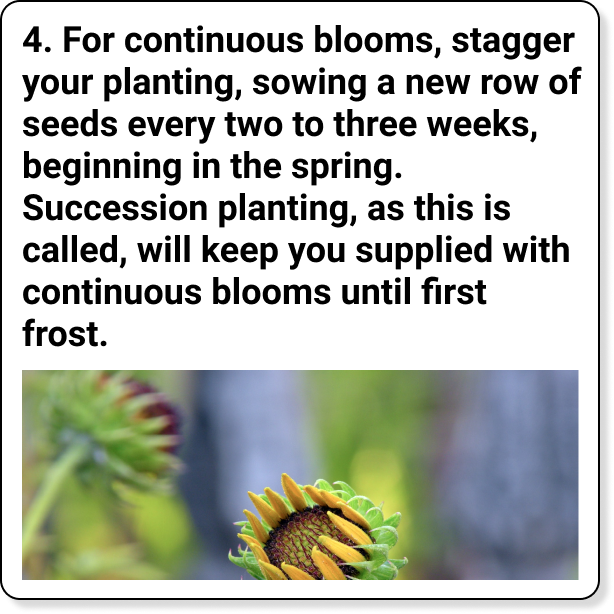 4. For continuous blooms, stagger
your planting, sowing a new row of
seeds every two to three weeks,
beginning in the spring.
Succession planting, as this is
called, will keep you supplied with
continuous blooms until first
frost.